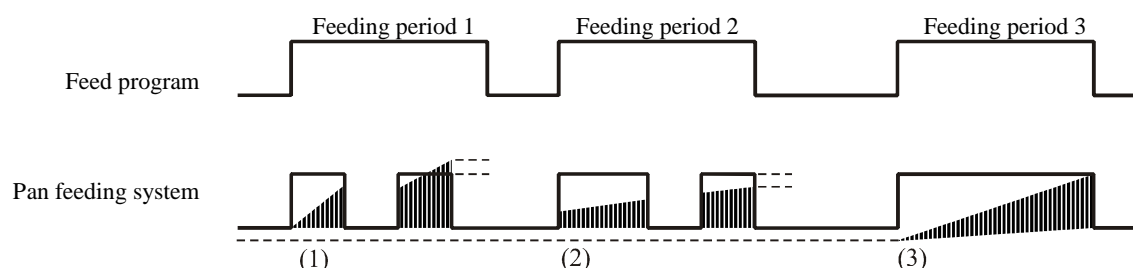 Feeding period 1 Feeding period 2 Feeding period 3
Feed program
Pan feeding system
(1) (2) (3)